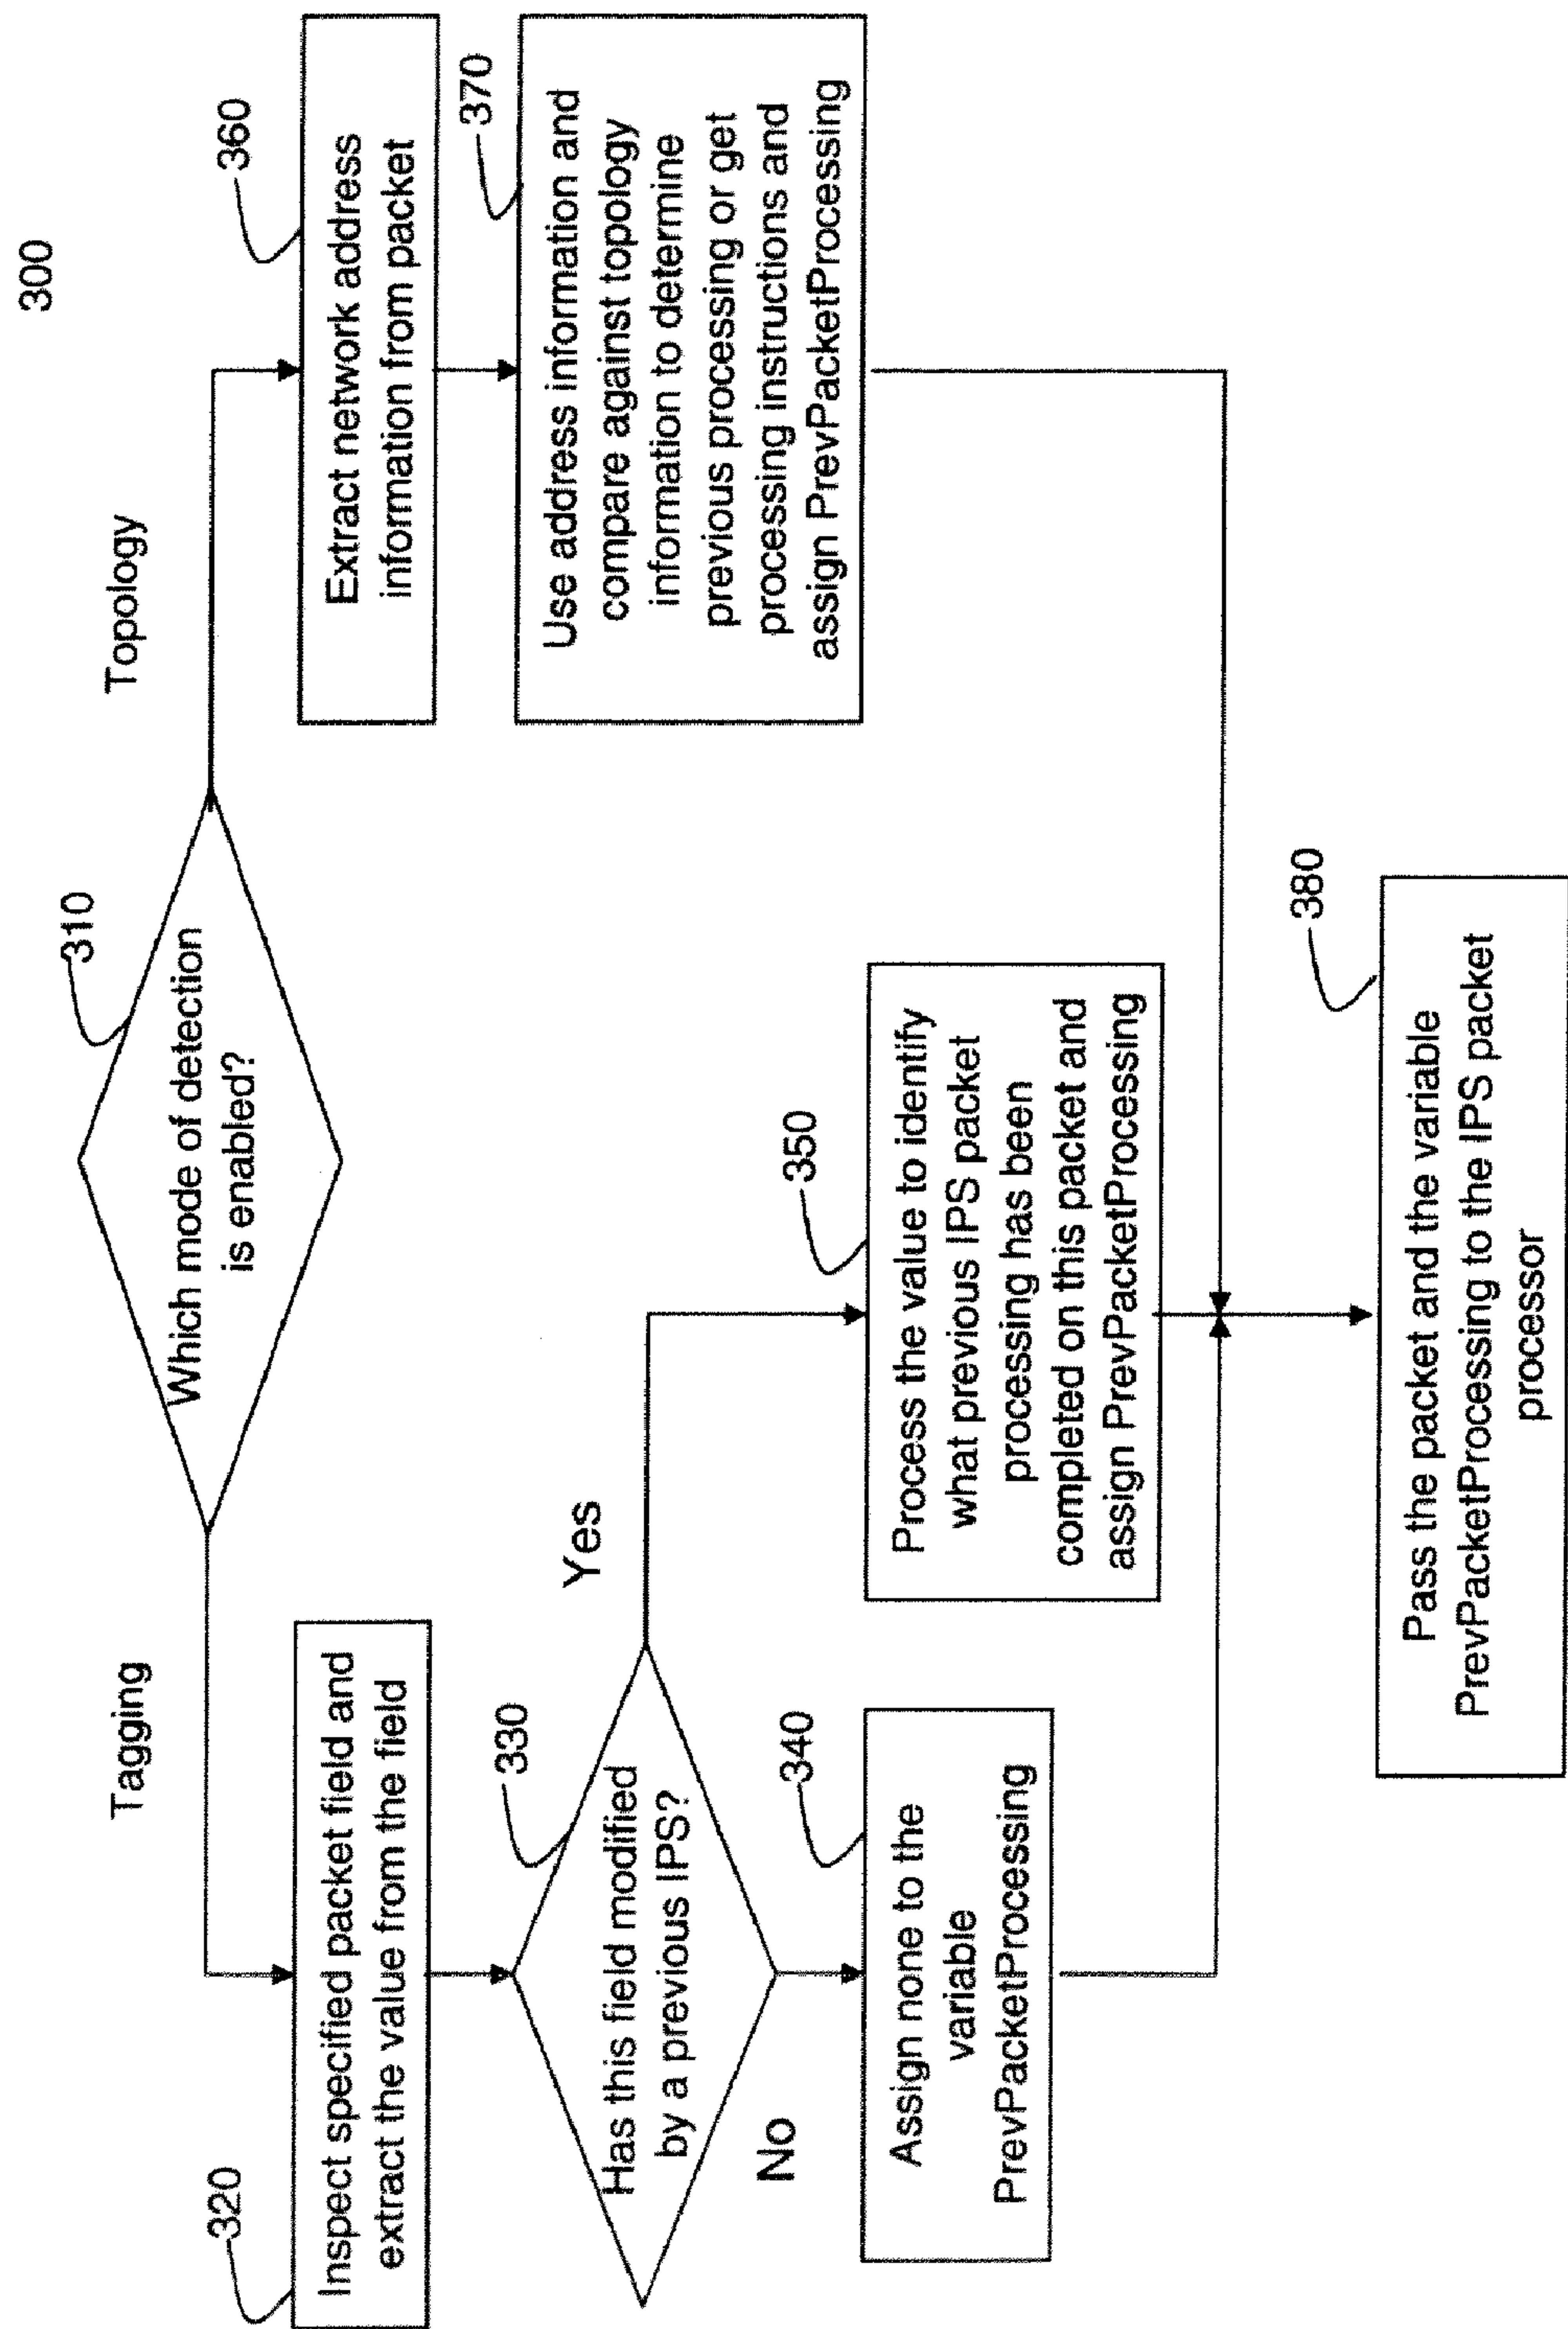 300
310
Which mode of detection
is enabled?
Tagging
Topology
320
Inspect specified packet field and
extract the value from the field
330
Has this field modified
by a previous IPS?
Yes
No
340
Assign none to the
variable
PrevPacketProcessing
350
Process the value to identify
what previous IPS packet
processing has been
completed on this packet and
assign PrevPacketProcessing
360
Extract network address
information from packet
370
Use address information and
compare against topology
information to determine
previous processing or get
processing instructions and
assign PrevPacketProcessing
380
Pass the packet and the variable
PrevPacketProcessing to the IPS packet
processor